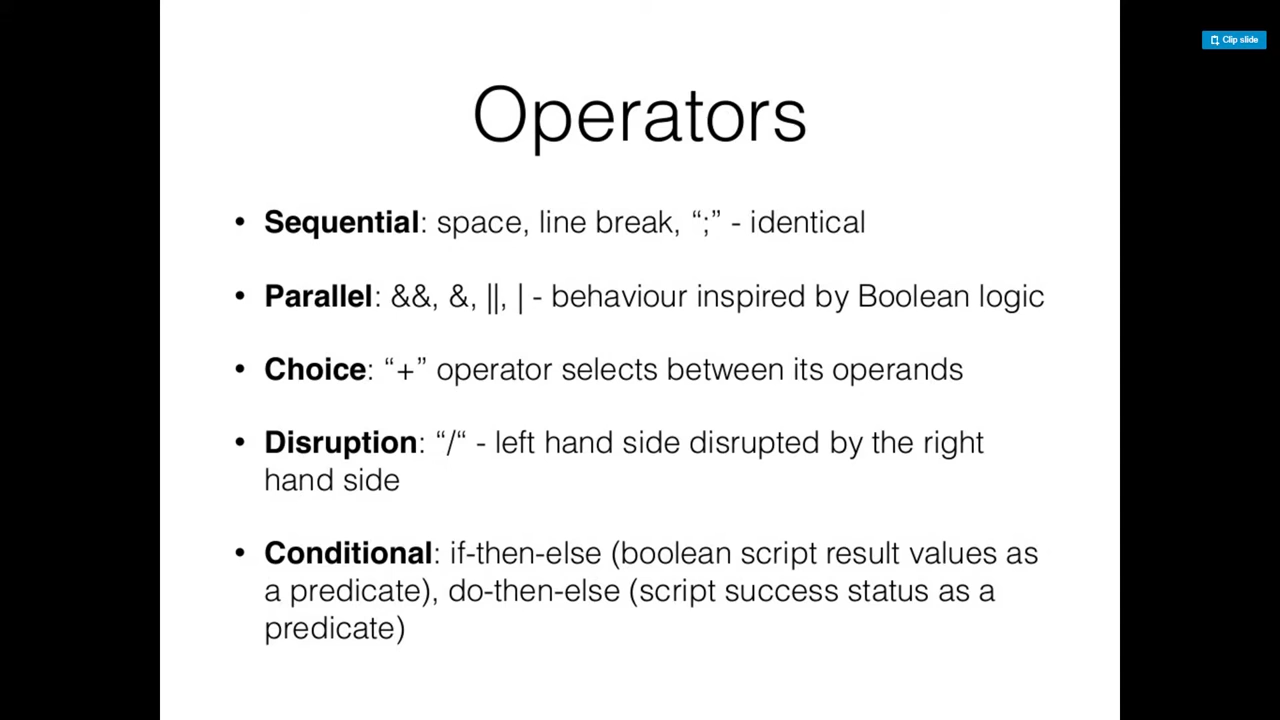 Clip slide
Operators
• Sequential: space, line break, “;” - identical
• Parallel: &&, &, ||, | - behaviour inspired by Boolean logic
• Choice: “+” operator selects between its operands
• Disruption: “/“ - left hand side disrupted by the right
hand side
• Conditional: if-then-else (boolean script result values as
a predicate), do-then-else (script success status as a
predicate)